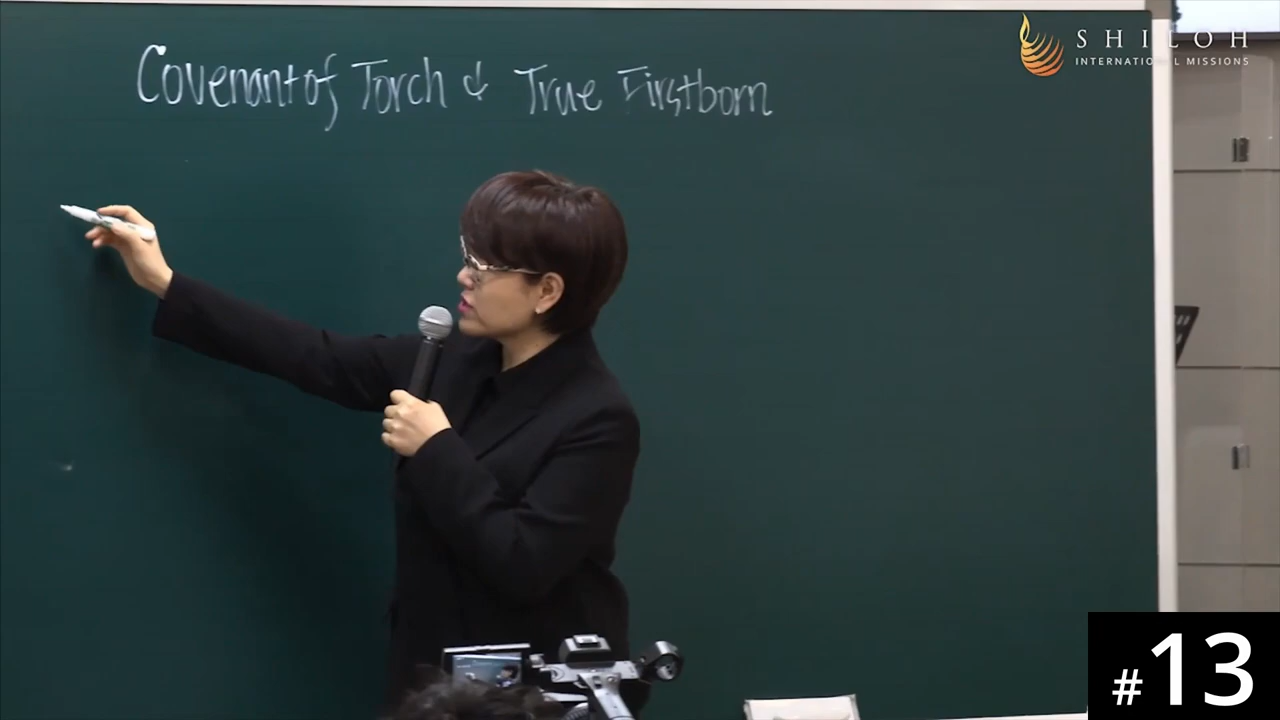 SHILOH
INTERNATIONAL MISSIONS
Covenant of Torch & True Firstborn
#13